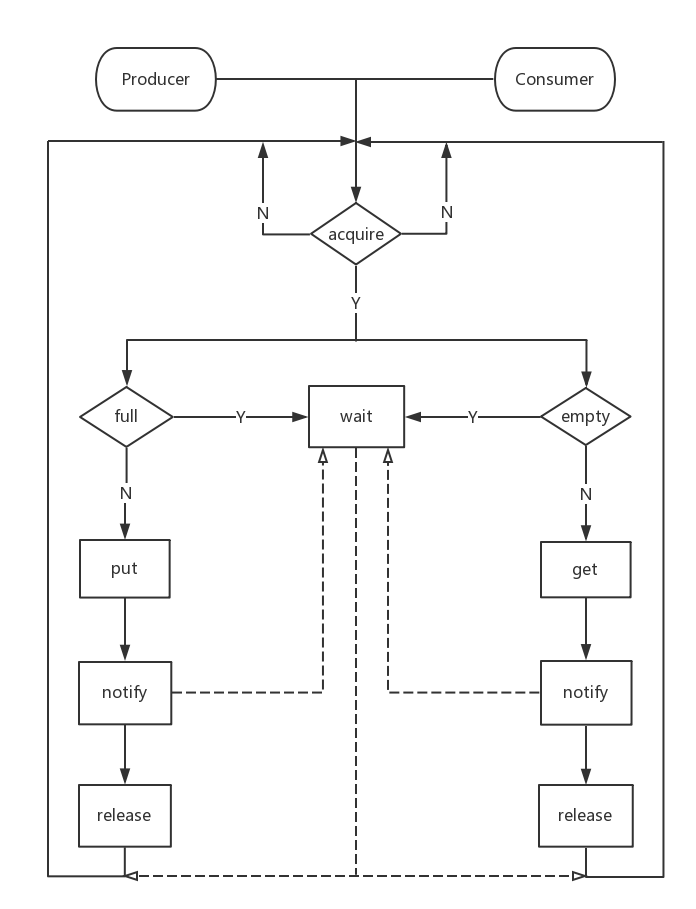 Producer
Consumer
N
N
acquire
Y
full
Y
wait
Y
empty
N
N
put
get
notify
notify
release
release